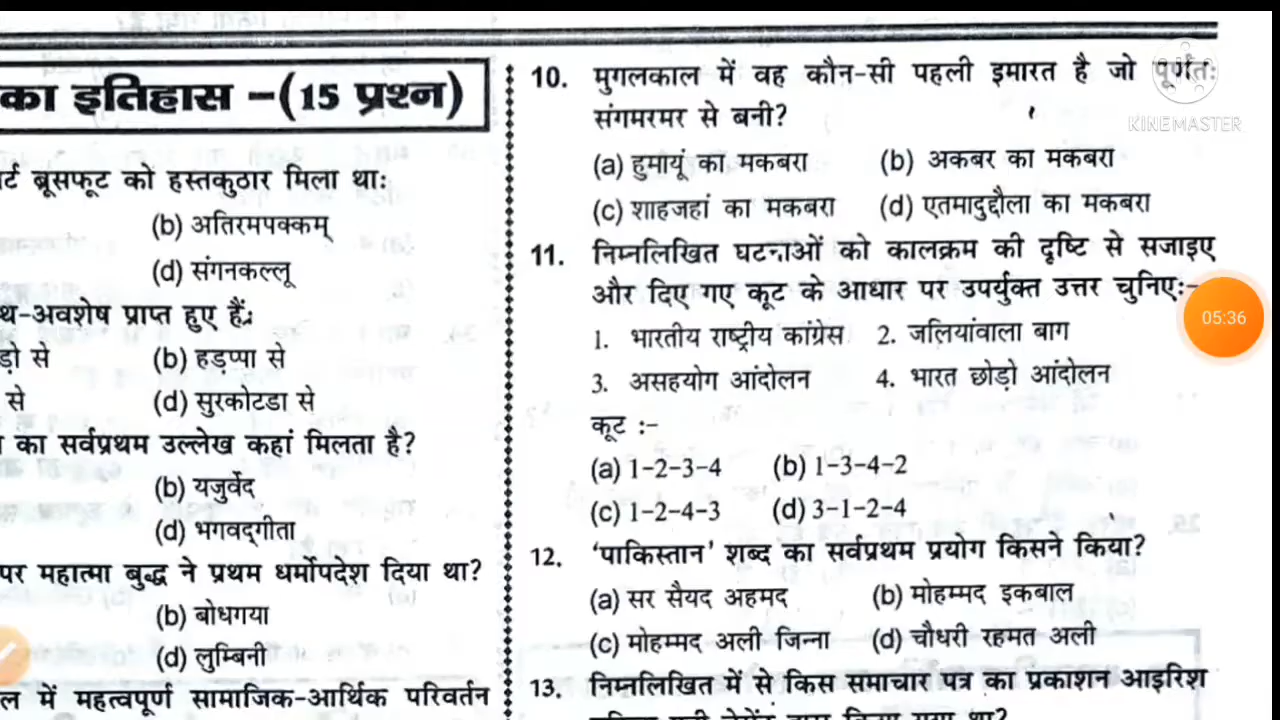 का इतिहास –(15 प्रश्न)
र्ट ब्रूसफूट को हस्तकुठार मिला थाः
(b) अतिरमपक्कम्
(d) संगनकल्लू
थ-अवशेष प्राप्त हुए हैंः
ड़ो से (b) हड़प्पा से
से (d) सुरकोटडा से
का सर्वप्रथम उल्लेख कहां मिलता है?
(b) यजुर्वेद
(d) भगवद्गीता
पर महात्मा बुद्ध ने प्रथम धर्मोपदेश दिया था?
(b) बोधगया
(d) लुम्बिनी
ल में महत्वपूर्ण सामाजिक-आर्थिक परिवर्तन
10. मुगलकाल में वह कौन-सी पहली इमारत है जो पूर्णतः
संगमरमर से बनी?
(a) हुमायूं का मकबरा (b) अकबर का मकबरा
(c) शाहजहां का मकबरा (d) एतमादुद्दौला का मकबरा
11. निम्नलिखित घटनाओं को कालक्रम की दृष्टि से सजाइए
और दिए गए कूट के आधार पर उपर्युक्त उत्तर चुनिएः-
1. भारतीय राष्ट्रीय कांग्रेस 2. जलियांवाला बाग
3. असहयोग आंदोलन 4. भारत छोड़ो आंदोलन
कूट :-
(a) 1-2-3-4 (b) 1-3-4-2
(c) 1-2-4-3 (d) 3-1-2-4
12. ‘पाकिस्तान’ शब्द का सर्वप्रथम प्रयोग किसने किया?
(a) सर सैयद अहमद (b) मोहम्मद इकबाल
(c) मोहम्मद अली जिन्ना (d) चौधरी रहमत अली
13. निम्नलिखित में से किस समाचार पत्र का प्रकाशन आइरिश
KINEMASTER
05:36